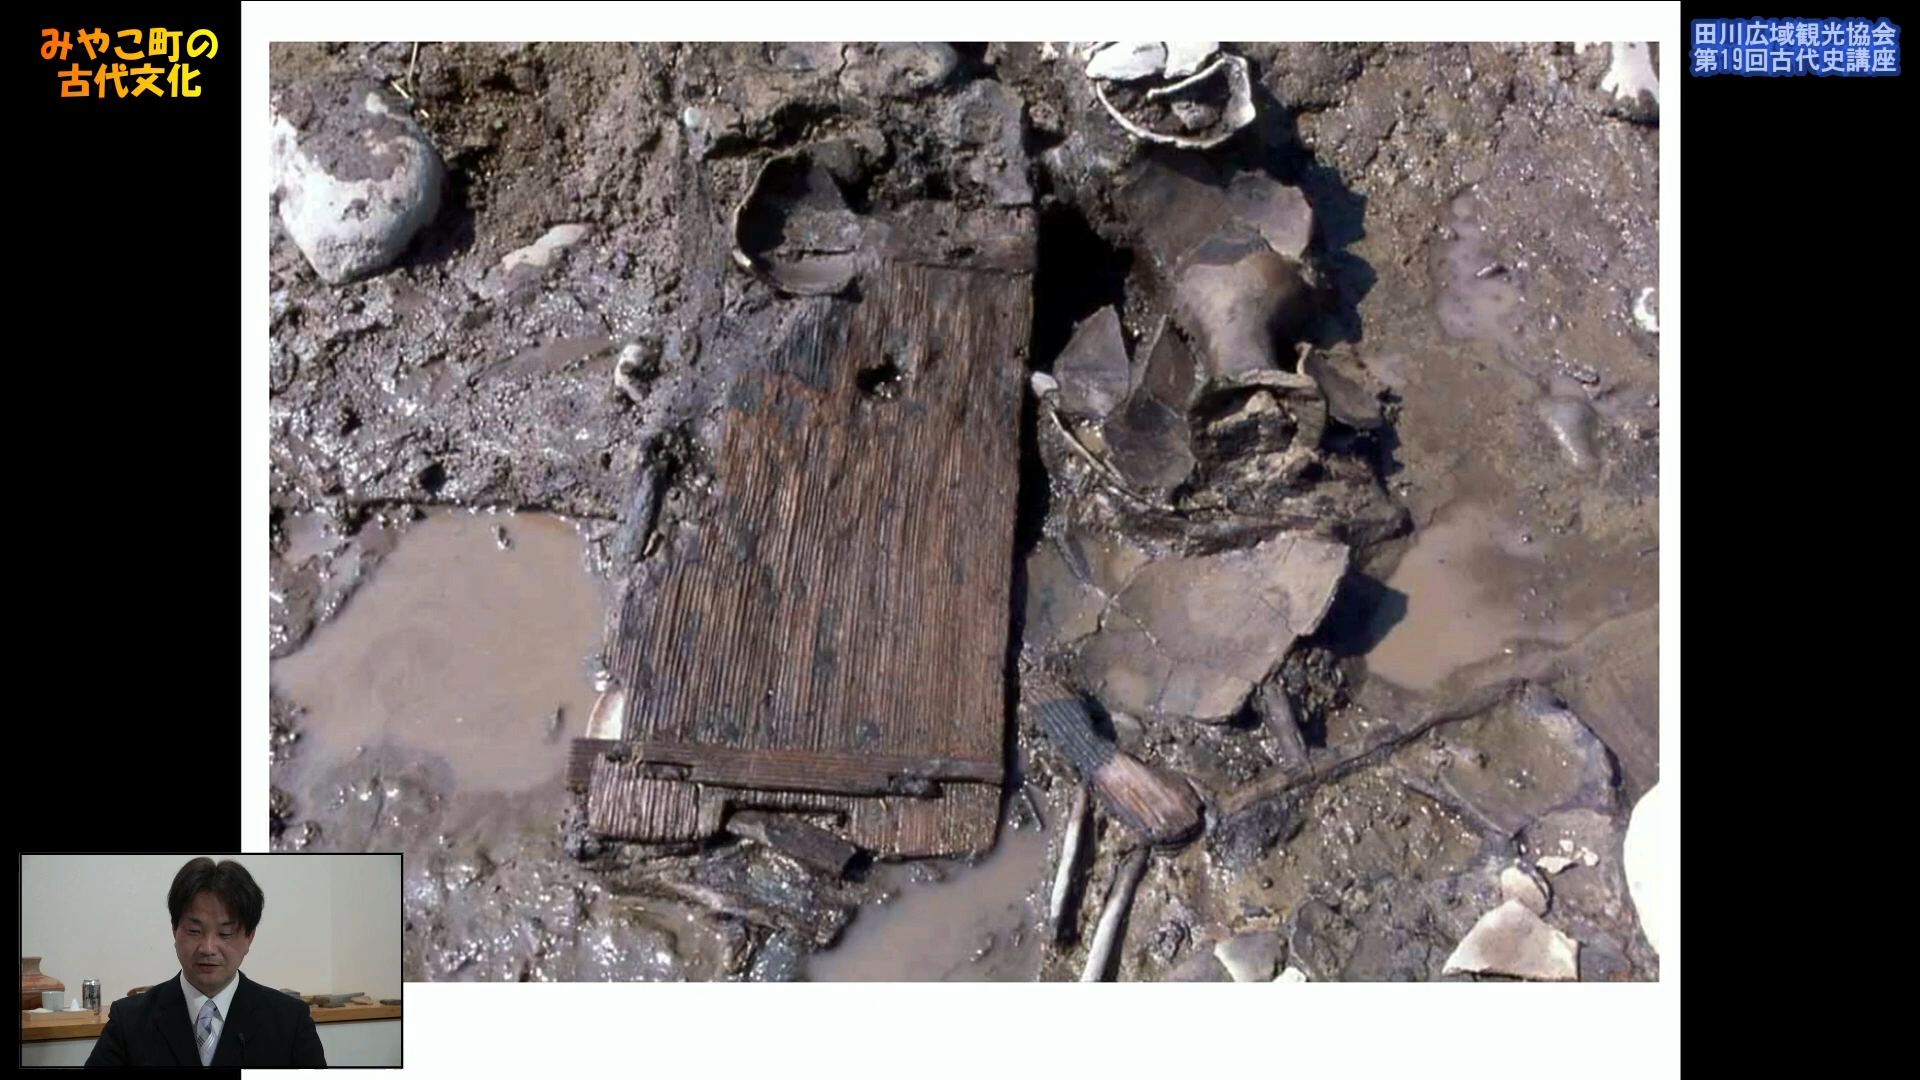 みやこ町の
古代文化
田川広域観光協会
第19回古代史講座